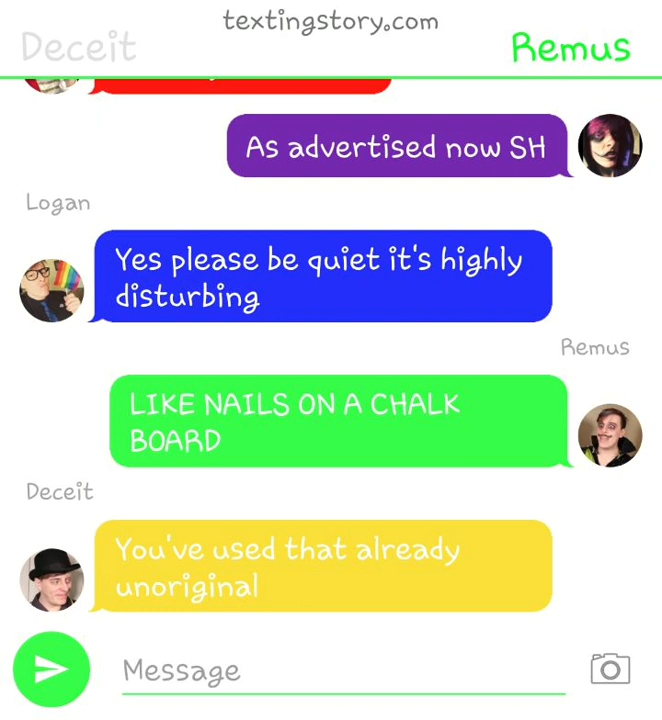 textingstory.com
Deceit
Remus
As advertised now SH
Logan
Yes please be quiet it's highly
disturbing
Remus
LIKE NAILS ON A CHALK
BOARD
Deceit
You've used that already
unoriginal
Message